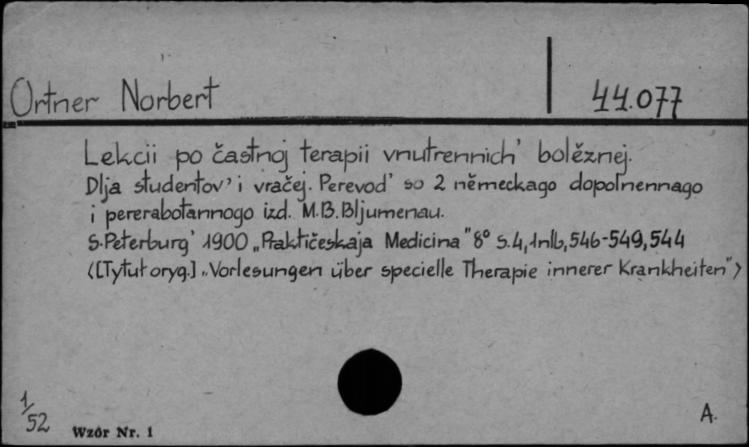 Ortner Norbert
44.077
Lekcii po častnoj terapii vnutrennich' bolěznej.
Dlja studentov' i vračej. Perevod' so 2 německago dopolnennago
i pererabotannogo izd. M.B.Bljumenau.
S-Peterburg' 1900 „Praktičeskaja Medicina" 8° S.4,1nlb,546-549,544
<[Tytuł oryg.] „Vorlesungen über specielle Therapie innerer Krankheiten">
1/52
Wzór Nr. 1
A.